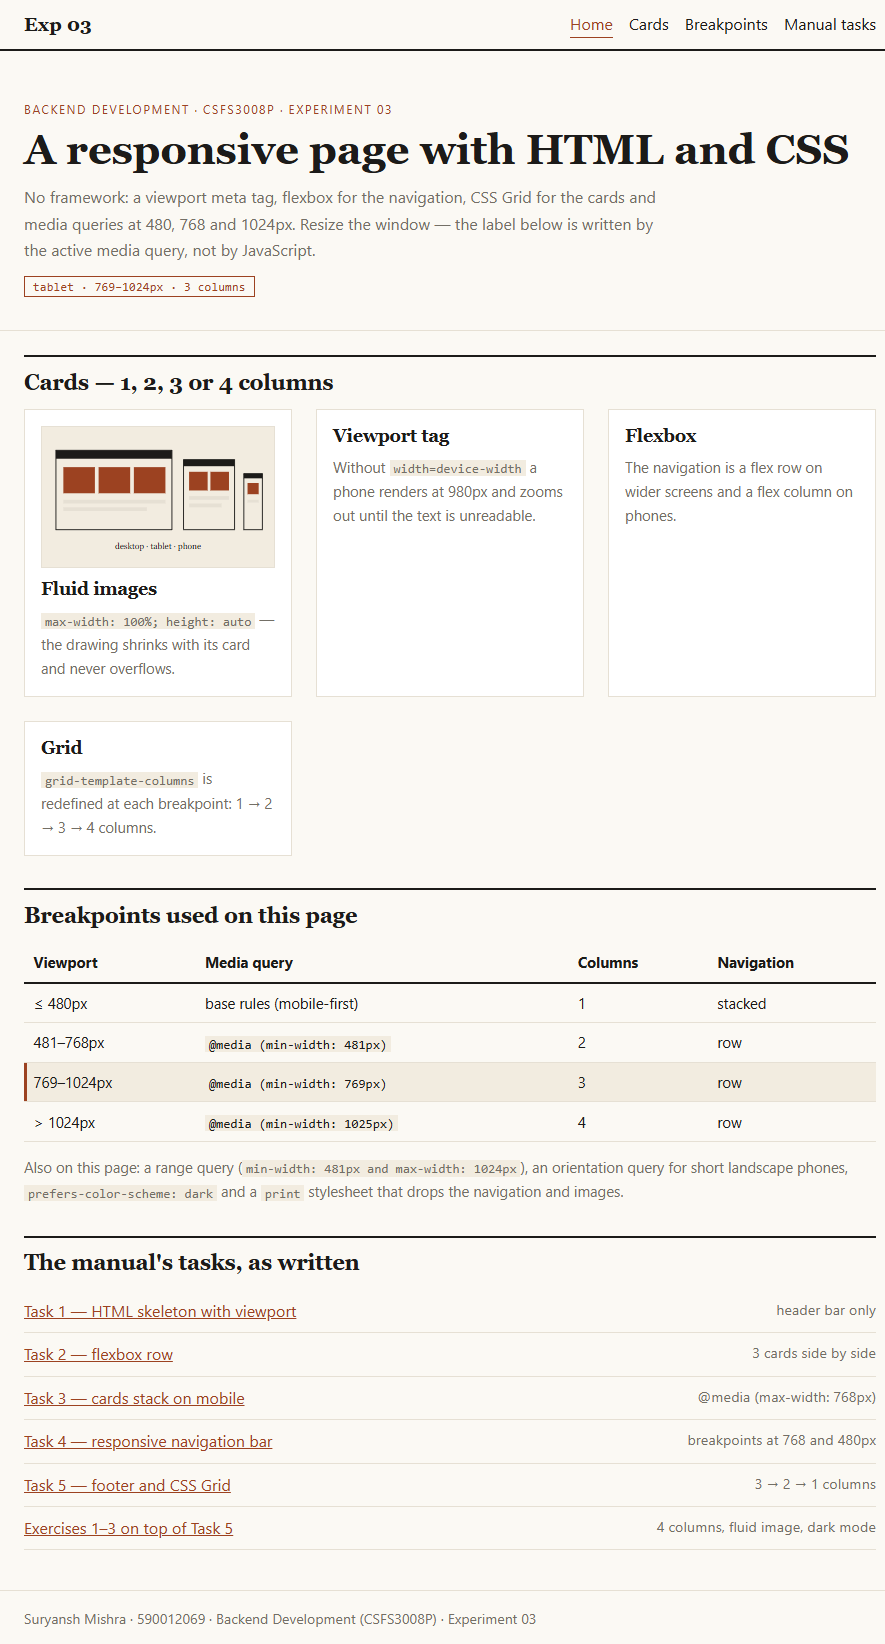 Exp 03
Home Cards Breakpoints Manual tasks
BACKEND DEVELOPMENT · CSFS3008P · EXPERIMENT 03
A responsive page with HTML and CSS
No framework: a viewport meta tag, flexbox for the navigation, CSS Grid for the cards and
media queries at 480, 768 and 1024px. Resize the window — the label below is written by
the active media query, not by JavaScript.
tablet · 769–1024px · 3 columns
Cards — 1, 2, 3 or 4 columns
desktop · tablet · phone
Fluid images
max-width: 100%; height: auto —
the drawing shrinks with its card
and never overflows.
Viewport tag
Without width=device-width a
phone renders at 980px and zooms
out until the text is unreadable.
Flexbox
The navigation is a flex row on
wider screens and a flex column on
phones.
Grid
grid-template-columns is
redefined at each breakpoint: 1 → 2
→ 3 → 4 columns.
Breakpoints used on this page
Viewport Media query Columns Navigation
≤ 480px base rules (mobile-first) 1 stacked
481–768px @media (min-width: 481px) 2 row
769–1024px @media (min-width: 769px) 3 row
> 1024px @media (min-width: 1025px) 4 row
Also on this page: a range query (min-width: 481px and max-width: 1024px), an orientation query for short landscape phones,
prefers-color-scheme: dark and a print stylesheet that drops the navigation and images.
The manual's tasks, as written
Task 1 — HTML skeleton with viewport header bar only
Task 2 — flexbox row 3 cards side by side
Task 3 — cards stack on mobile @media (max-width: 768px)
Task 4 — responsive navigation bar breakpoints at 768 and 480px
Task 5 — footer and CSS Grid 3 → 2 → 1 columns
Exercises 1–3 on top of Task 5 4 columns, fluid image, dark mode
Suryansh Mishra · 590012069 · Backend Development (CSFS3008P) · Experiment 03